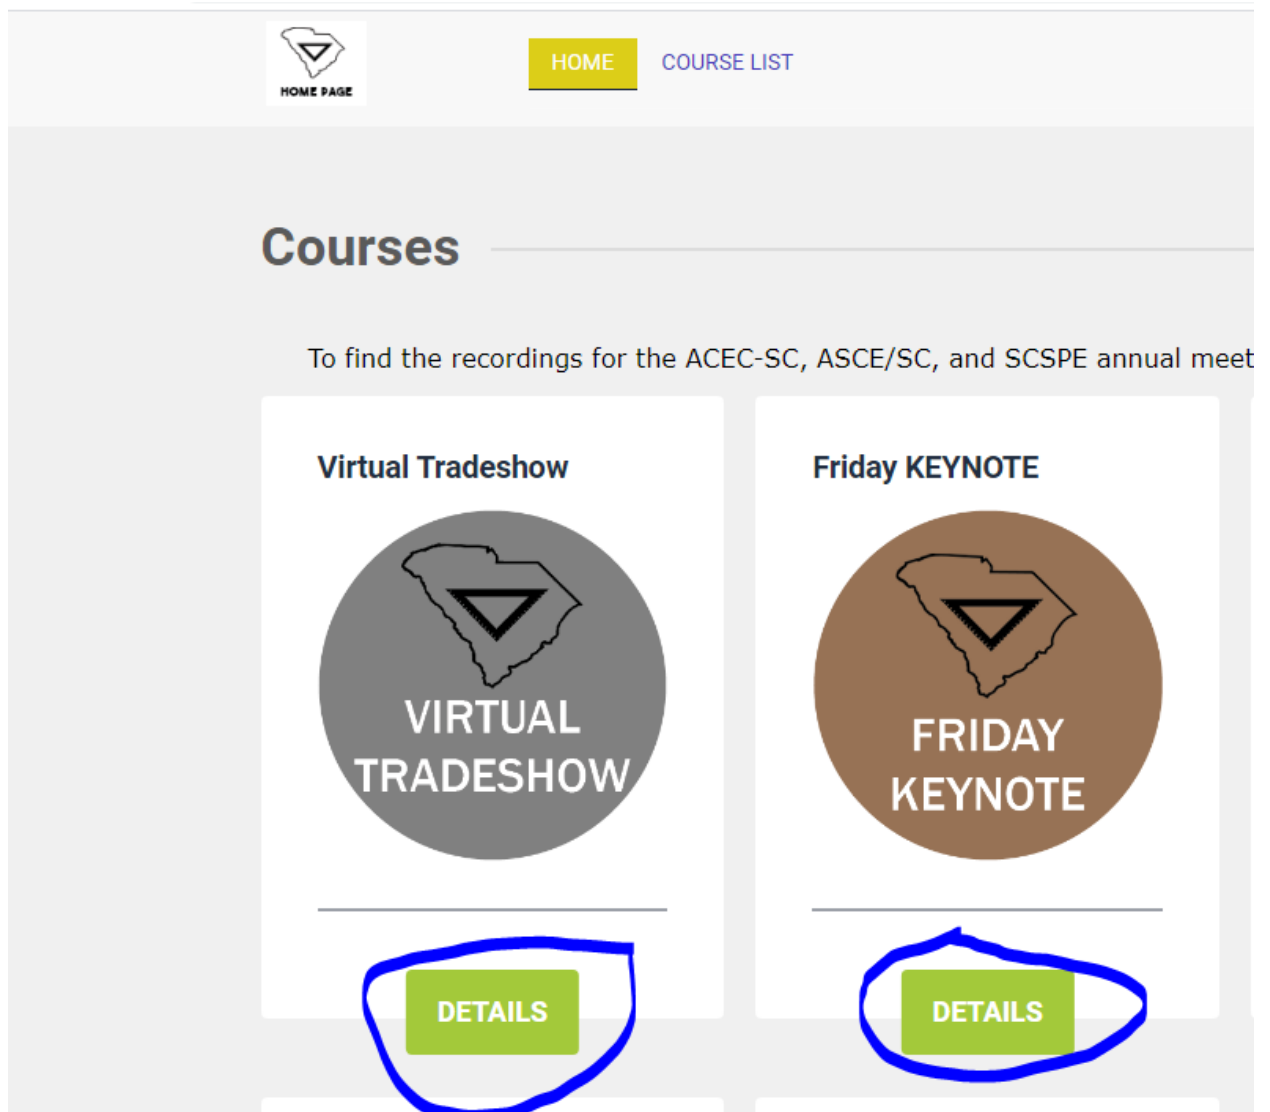 HOME PAGE
HOME COURSE LIST
Courses
To find the recordings for the ACEC-SC, ASCE/SC, and SCSPE annual meet
Virtual Tradeshow
VIRTUAL
TRADESHOW
DETAILS
Friday KEYNOTE
FRIDAY
KEYNOTE
DETAILS